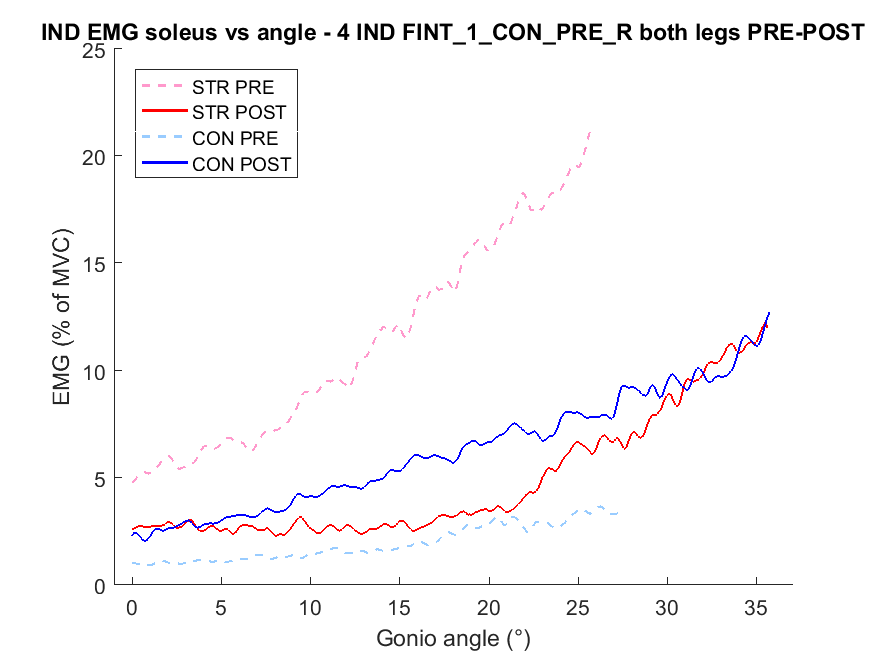 IND EMG soleus vs angle - 4 IND FINT_1_CON_PRE_R both legs PRE-POST
25
20
15
10
5
0
EMG (% of MVC)
STR PRE
STR POST
CON PRE
CON POST
0 5 10 15 20 25 30 35
Gonio angle (°)